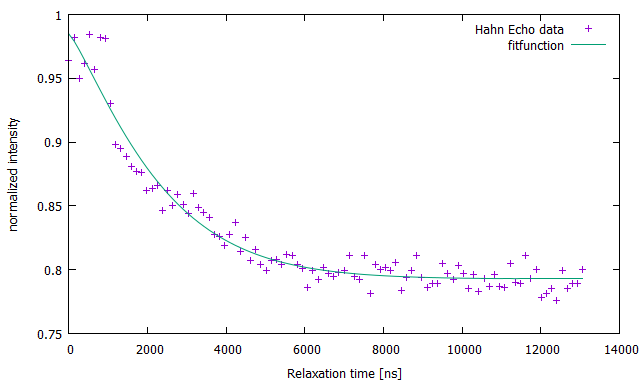 1
0.95
0.9
0.85
0.8
0.75
normalized intensity
Hahn Echo data
fitfunction
0 2000 4000 6000 8000 10000 12000 14000
Relaxation time [ns]